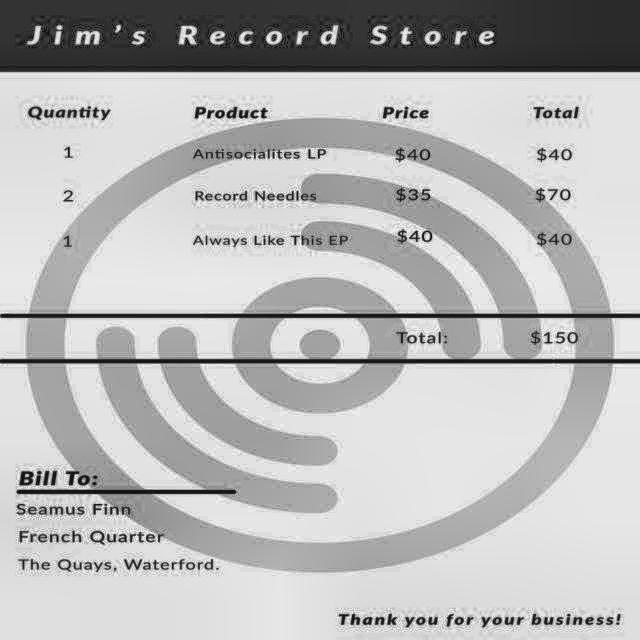 Jim's Record Store
Quantity Product Price Total
1 Antisocialites LP $40 $40
2 Record Needles $35 $70
1 Always Like This EP $40 $40
Total: $150
Bill To:
Seamus Finn
French Quarter
The Quays, Waterford.
Thank you for your business!